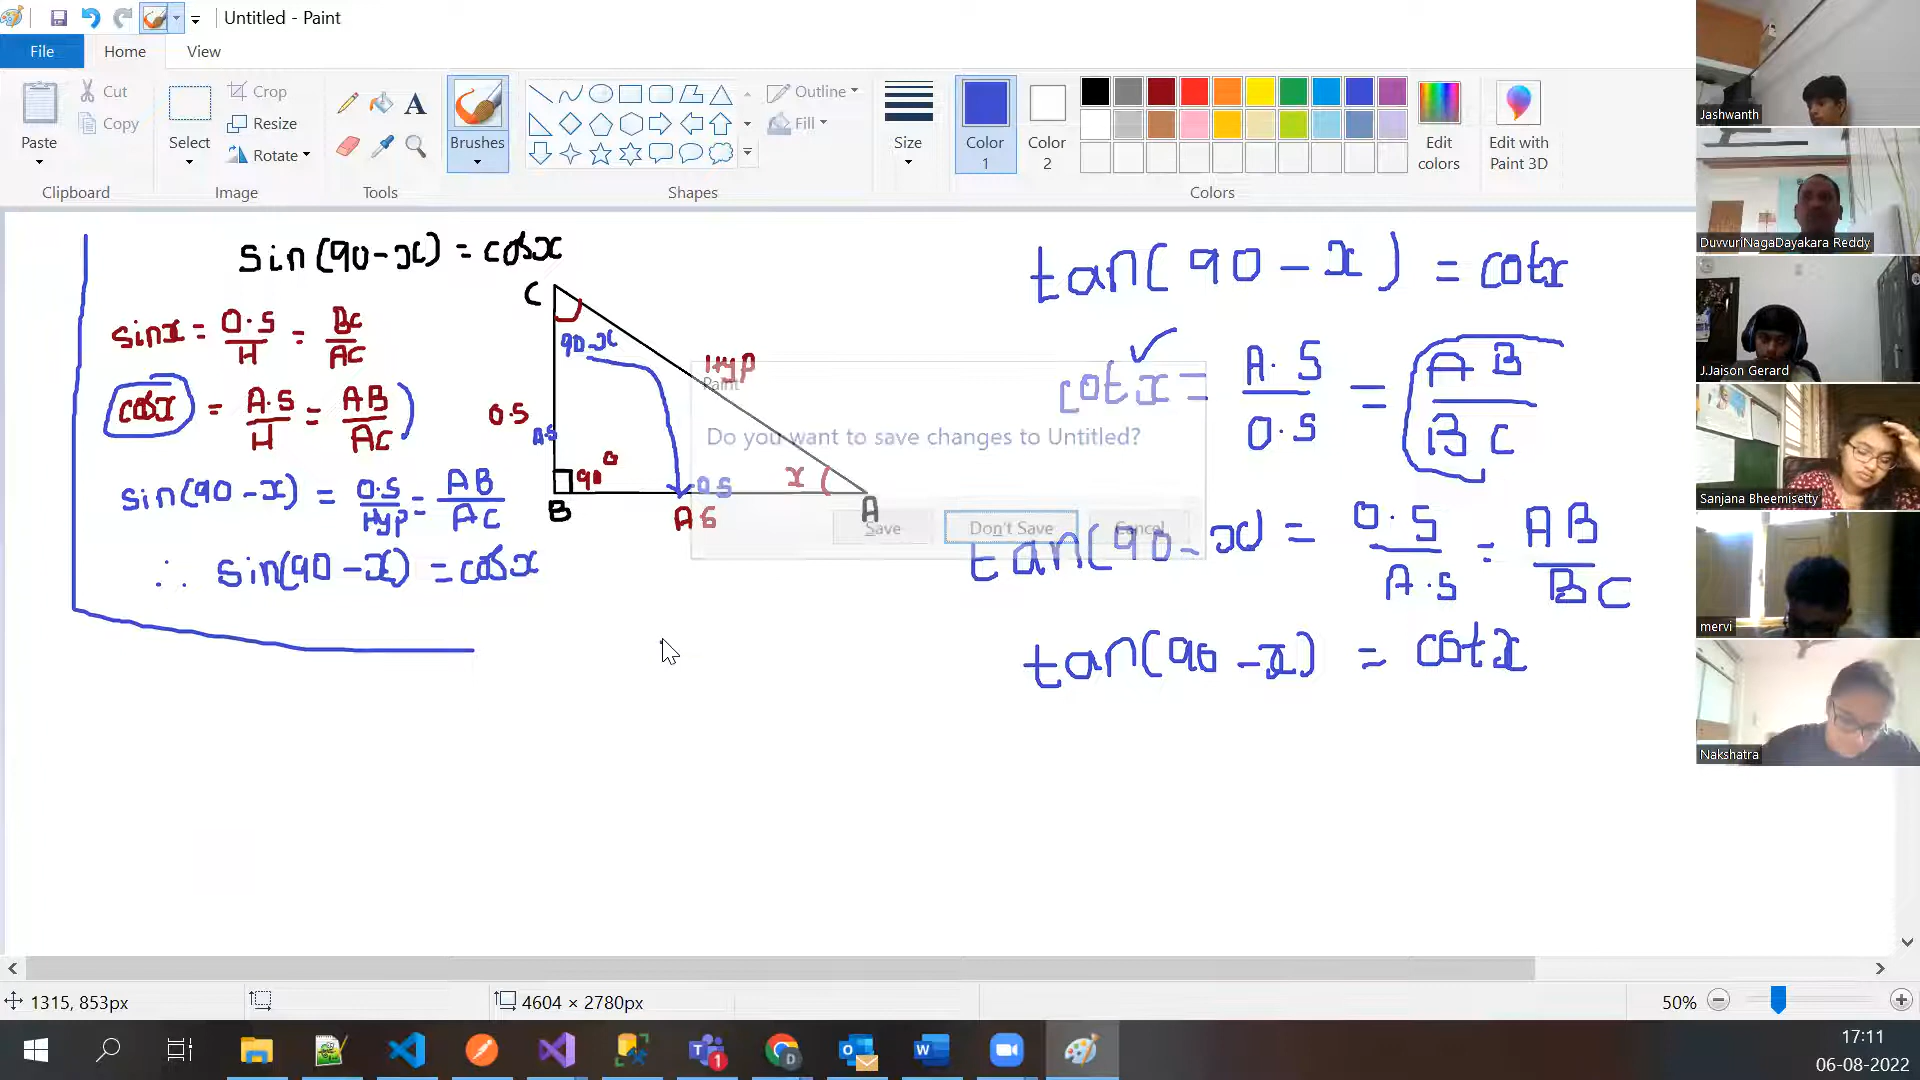 Untitled - Paint
File
Home
View
Paste
Cut
Copy
Clipboard
Select
Crop
Resize
Rotate
Image
Tools
Brushes
Shapes
Outline
Fill
Size
Color 1
Color 2
Edit colors
Edit with Paint 3D
Colors
sin(90-x) = cosx
sinx = O.S/H = BC/AC
cosx = A.S/H = AB/AC
sin(90-x) = O.S/Hyp = AB/AC
∴ sin(90-x) = cosx
C
90-x
Hyp
O.S
A.S
90°
O.S
x
B
A S
A
tan(90-x) = cotx
cotx = A.S/O.S = AB/BC
tan(90-x) = O.S/A.S = AB/BC
tan(90-x) = cotx
Paint
Do you want to save changes to Untitled?
Save
Don't Save
Cancel
Jashwanth
DuvvuriNagaDayakara Reddy
J.Jaison Gerard
Sanjana Bheemisetty
mervi
Nakshatra
1315, 853px
4604 × 2780px
50%
1
D
17:11
06-08-2022